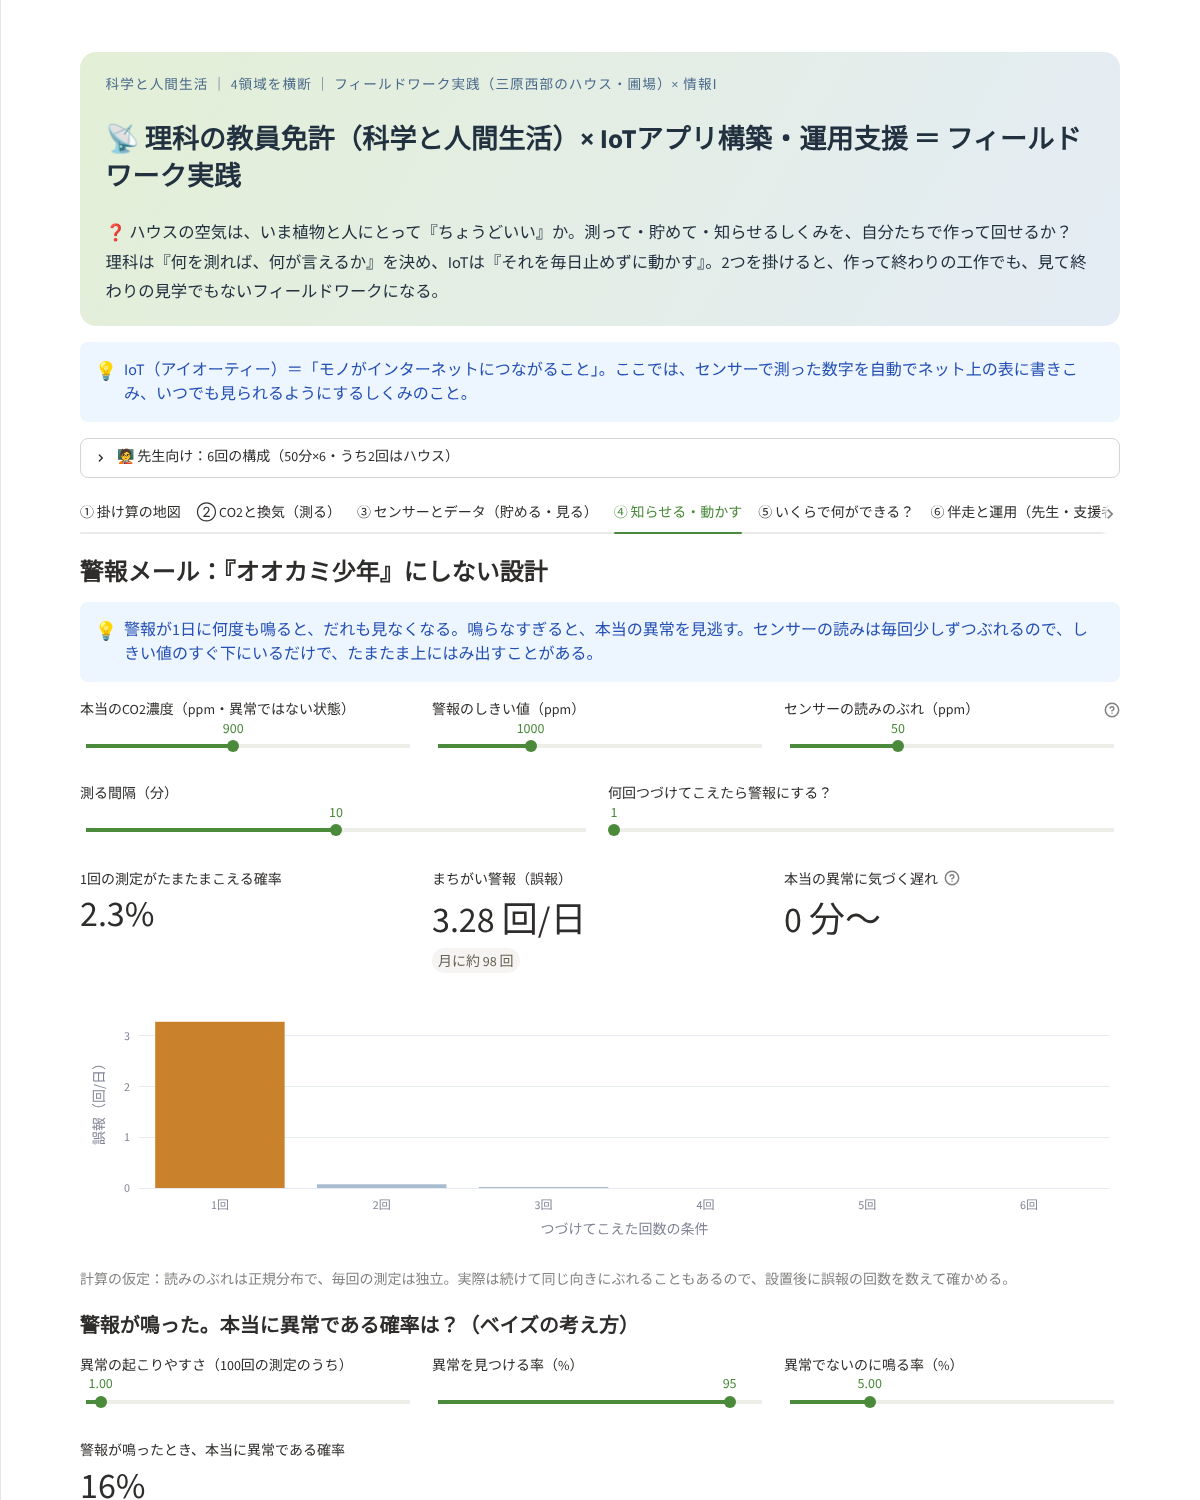 科学と人間生活 ｜ 4領域を横断 ｜ フィールドワーク実践（三原西部のハウス・圃場）× 情報I
📡 理科の教員免許（科学と人間生活）× IoTアプリ構築・運用支援 ＝ フィールド
ワーク実践
❓ ハウスの空気は、いま植物と人にとって『ちょうどいい』か。測って・貯めて・知らせるしくみを、自分たちで作って回せるか？
理科は『何を測れば、何が言えるか』を決め、IoTは『それを毎日止めずに動かす』。2つを掛けると、作って終わりの工作でも、見て終
わりの見学でもないフィールドワークになる。
💡 IoT（アイオーティー）＝「モノがインターネットにつながること」。ここでは、センサーで測った数字を自動でネット上の表に書きこ
み、いつでも見られるようにするしくみのこと。
🧑‍🏫 先生向け：6回の構成（50分×6・うち2回はハウス）
① 掛け算の地図 ② CO2と換気（測る） ③ センサーとデータ（貯める・見る） ④ 知らせる・動かす ⑤ いくらで何ができる？ ⑥ 伴走と運用（先生・支援
警報メール：『オオカミ少年』にしない設計
💡 警報が1日に何度も鳴ると、だれも見なくなる。鳴らなすぎると、本当の異常を見逃す。センサーの読みは毎回少しずつぶれるので、し
きい値のすぐ下にいるだけで、たまたま上にはみ出すことがある。
本当のCO2濃度（ppm・異常ではない状態） 警報のしきい値（ppm） センサーの読みのぶれ（ppm）
900 1000 50
測る間隔（分） 何回つづけてこえたら警報にする？
10 1
1回の測定がたまたまこえる確率 まちがい警報（誤報） 本当の異常に気づく遅れ
2.3% 3.28 回/日 0 分〜
月に約 98 回
誤報（回/日）
3
2
1
0
1回 2回 3回 4回 5回 6回
つづけてこえた回数の条件
計算の仮定：読みのぶれは正規分布で、毎回の測定は独立。実際は続けて同じ向きにぶれることもあるので、設置後に誤報の回数を数えて確かめる。
警報が鳴った。本当に異常である確率は？（ベイズの考え方）
異常の起こりやすさ（100回の測定のうち） 異常を見つける率（%） 異常でないのに鳴る率（%）
1.00 95 5.00
警報が鳴ったとき、本当に異常である確率
16%